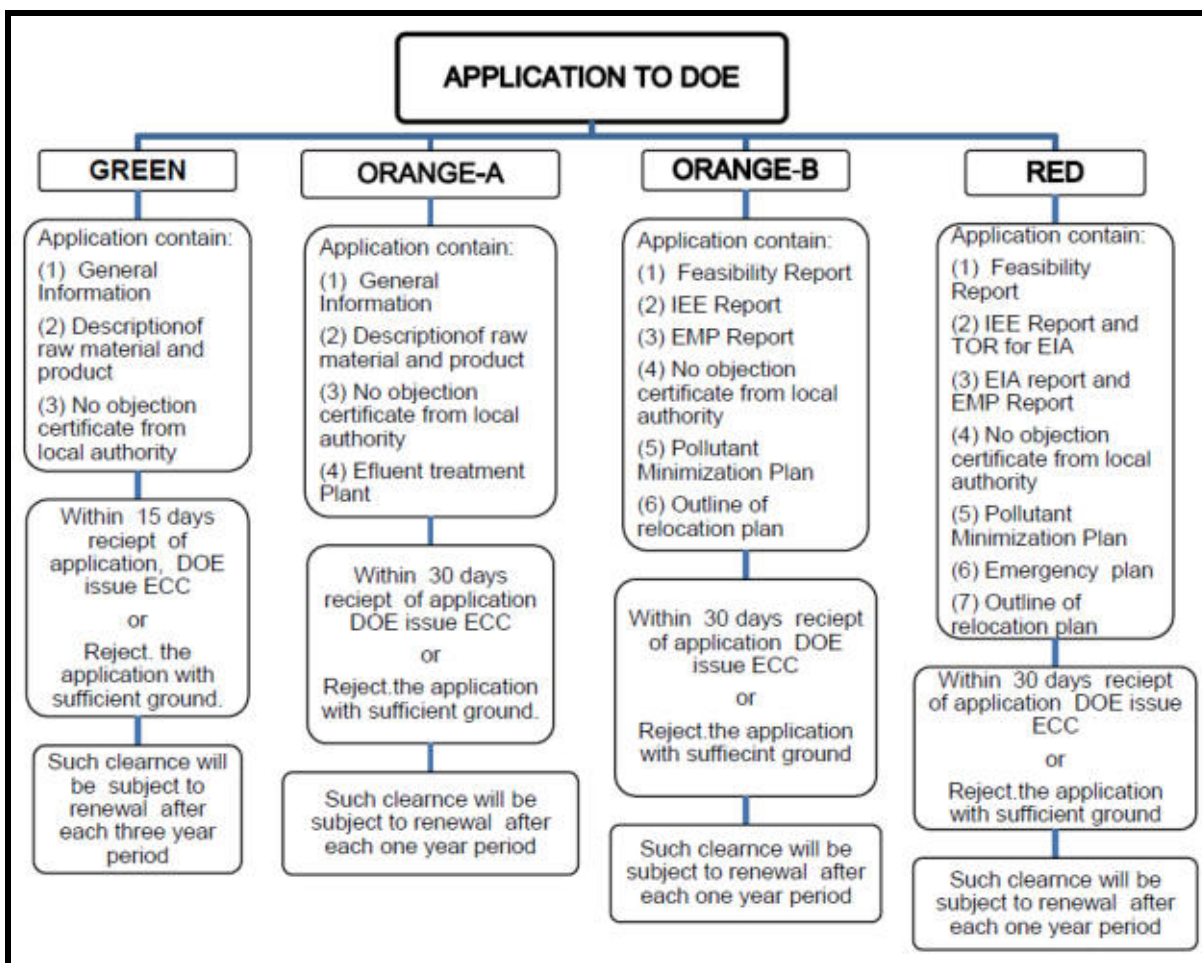 APPLICATION TO DOE
GREEN
Application contain:
(1) General
Information
(2) Descriptionof
raw material and
product
(3) No objection
certificate from
local authority
Within 15 days
reciept of
application, DOE
issue ECC
or
Reject. the
application with
sufficient ground.
Such clearnce will
be subject to
renewal after
each three year
period
ORANGE-A
Application contain:
(1) General
Information
(2) Descriptionof raw
material and product
(3) No objection
certificate from local
authority
(4) Efluent treatment
Plant
Within 30 days
reciept of application
DOE issue ECC
or
Reject.the application
with sufficient ground.
Such clearnce will be
subject to renewal after
each one year period
ORANGE-B
Application contain:
(1) Feasibility Report
(2) IEE Report
(3) EMP Report
(4) No objection
certificate from local
authority
(5) Pollutant
Minimization Plan
(6) Outline of
relocation plan
Within 30 days reciept
of application DOE
issue ECC
or
Reject.the application
with suffiecint ground
Such clearnce will be
subject to renewal after
each one year period
RED
Application contain:
(1) Feasibility
Report
(2) IEE Report and
TOR for EIA
(3) EIA report and
EMP Report
(4) No objection
certificate from local
authority
(5) Pollutant
Minimization Plan
(6) Emergency plan
(7) Outline of
relocation plan
Within 30 days reciept
of application DOE issue
ECC
or
Reject.the application
with sufficient ground
Such clearnce will be
subject to renewal after
each one year period